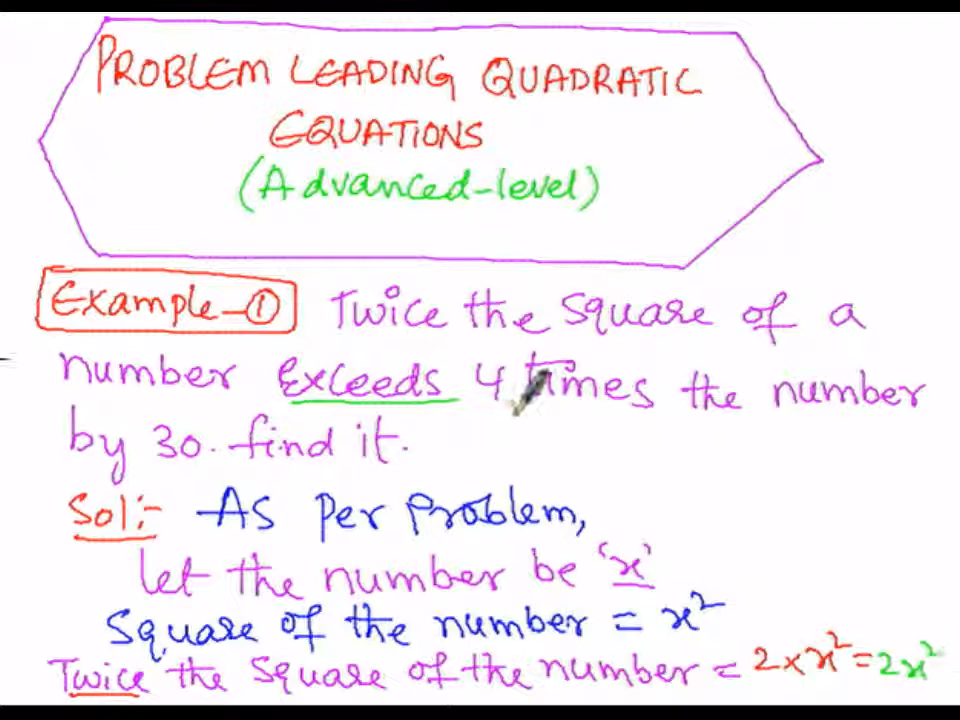 PROBLEM LEADING QUADRATIC
EQUATIONS
(Advanced-level)
Example-① Twice the square of a
number Exceeds 4 times the number
by 30. find it.
Sol:- As per problem,
let the number be 'x'
Square of the number = x²
Twice the square of the number = 2 × x² = 2x²